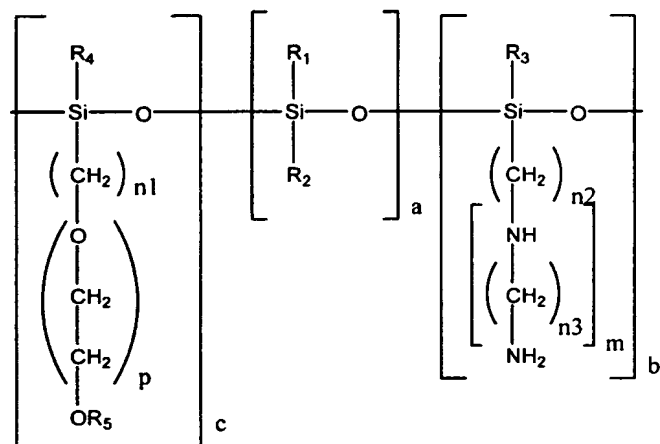 R4 R1 R3
Si O Si O Si O
CH2 n1 R2 CH2 n2
O a NH
CH2 CH2 n3
CH2 p NH2 m b
OR5 c